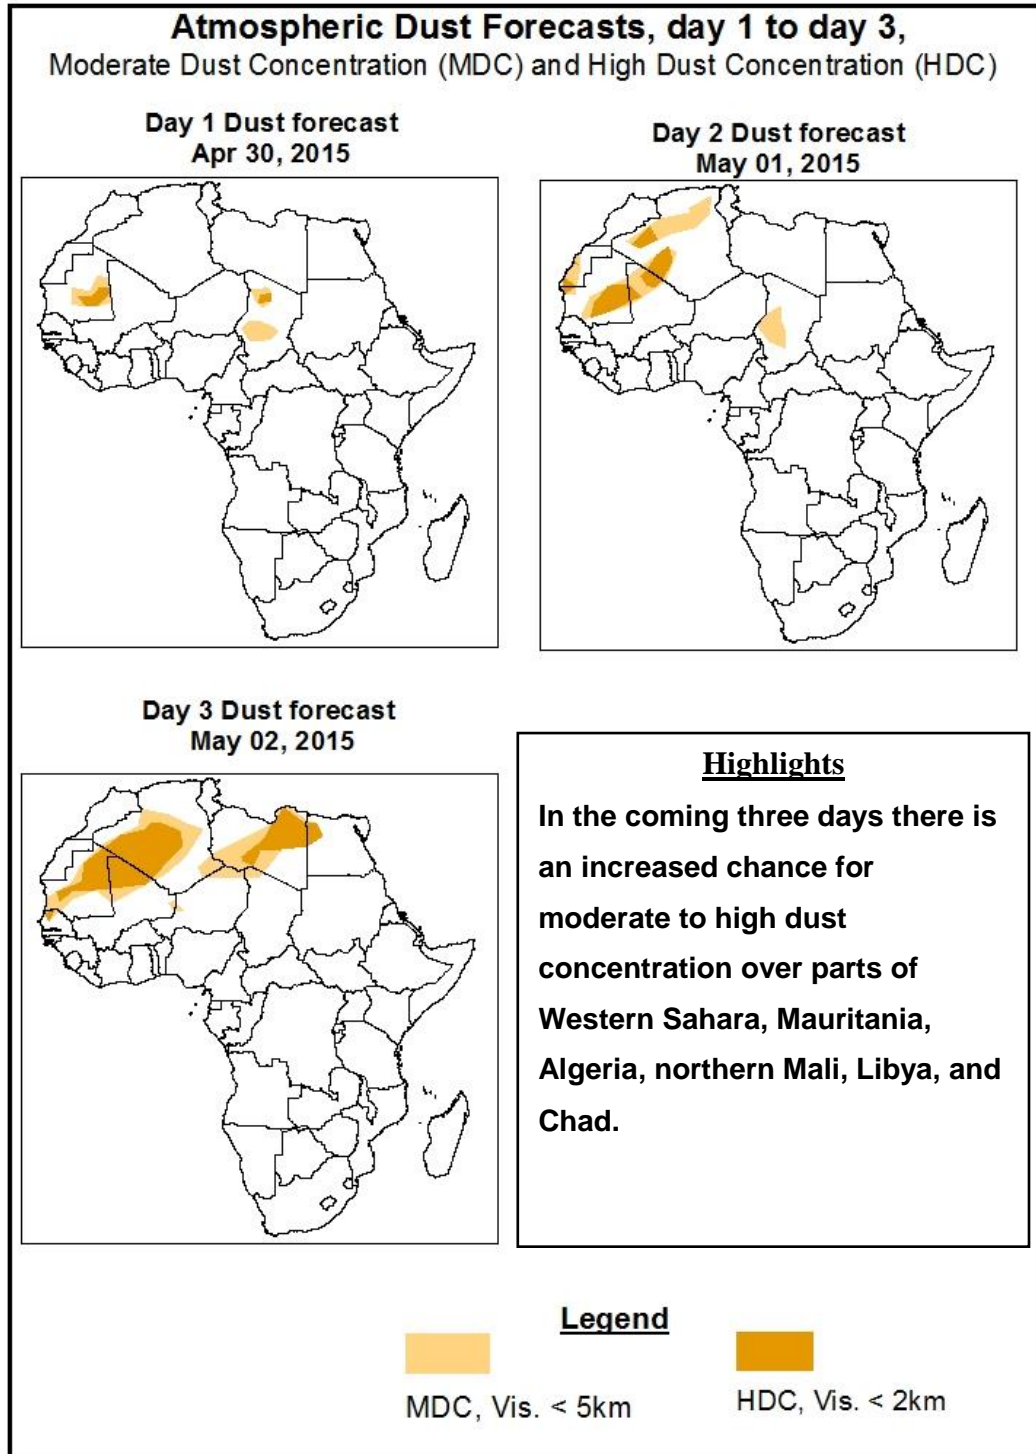 Atmospheric Dust Forecasts, day 1 to day 3,
Moderate Dust Concentration (MDC) and High Dust Concentration (HDC)
Day 1 Dust forecast
Apr 30, 2015
Day 2 Dust forecast
May 01, 2015
Day 3 Dust forecast
May 02, 2015
Highlights
In the coming three days there is
an increased chance for
moderate to high dust
concentration over parts of
Western Sahara, Mauritania,
Algeria, northern Mali, Libya, and
Chad.
Legend
MDC, Vis. < 5km
HDC, Vis. < 2km